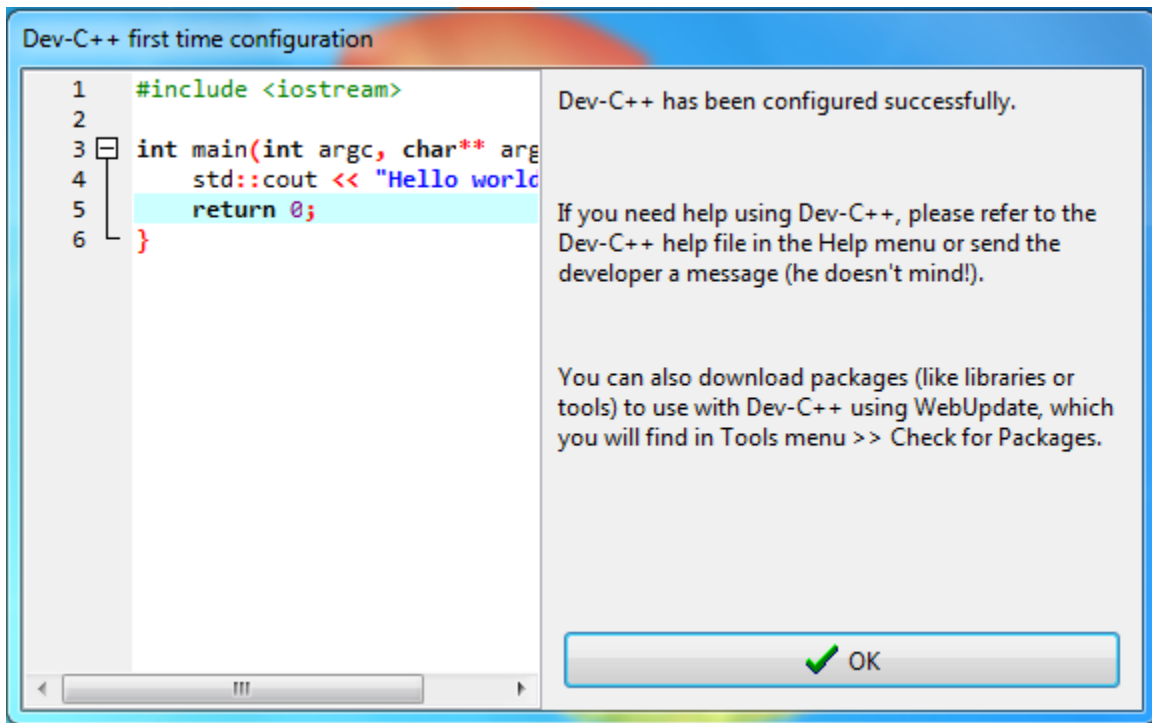 Dev-C++ first time configuration
1 #include <iostream>
2
3 int main(int argc, char** arg
4 std::cout << "Hello world
5 return 0;
6 }
Dev-C++ has been configured successfully.
If you need help using Dev-C++, please refer to the
Dev-C++ help file in the Help menu or send the
developer a message (he doesn't mind!).
You can also download packages (like libraries or
tools) to use with Dev-C++ using WebUpdate, which
you will find in Tools menu >> Check for Packages.
OK